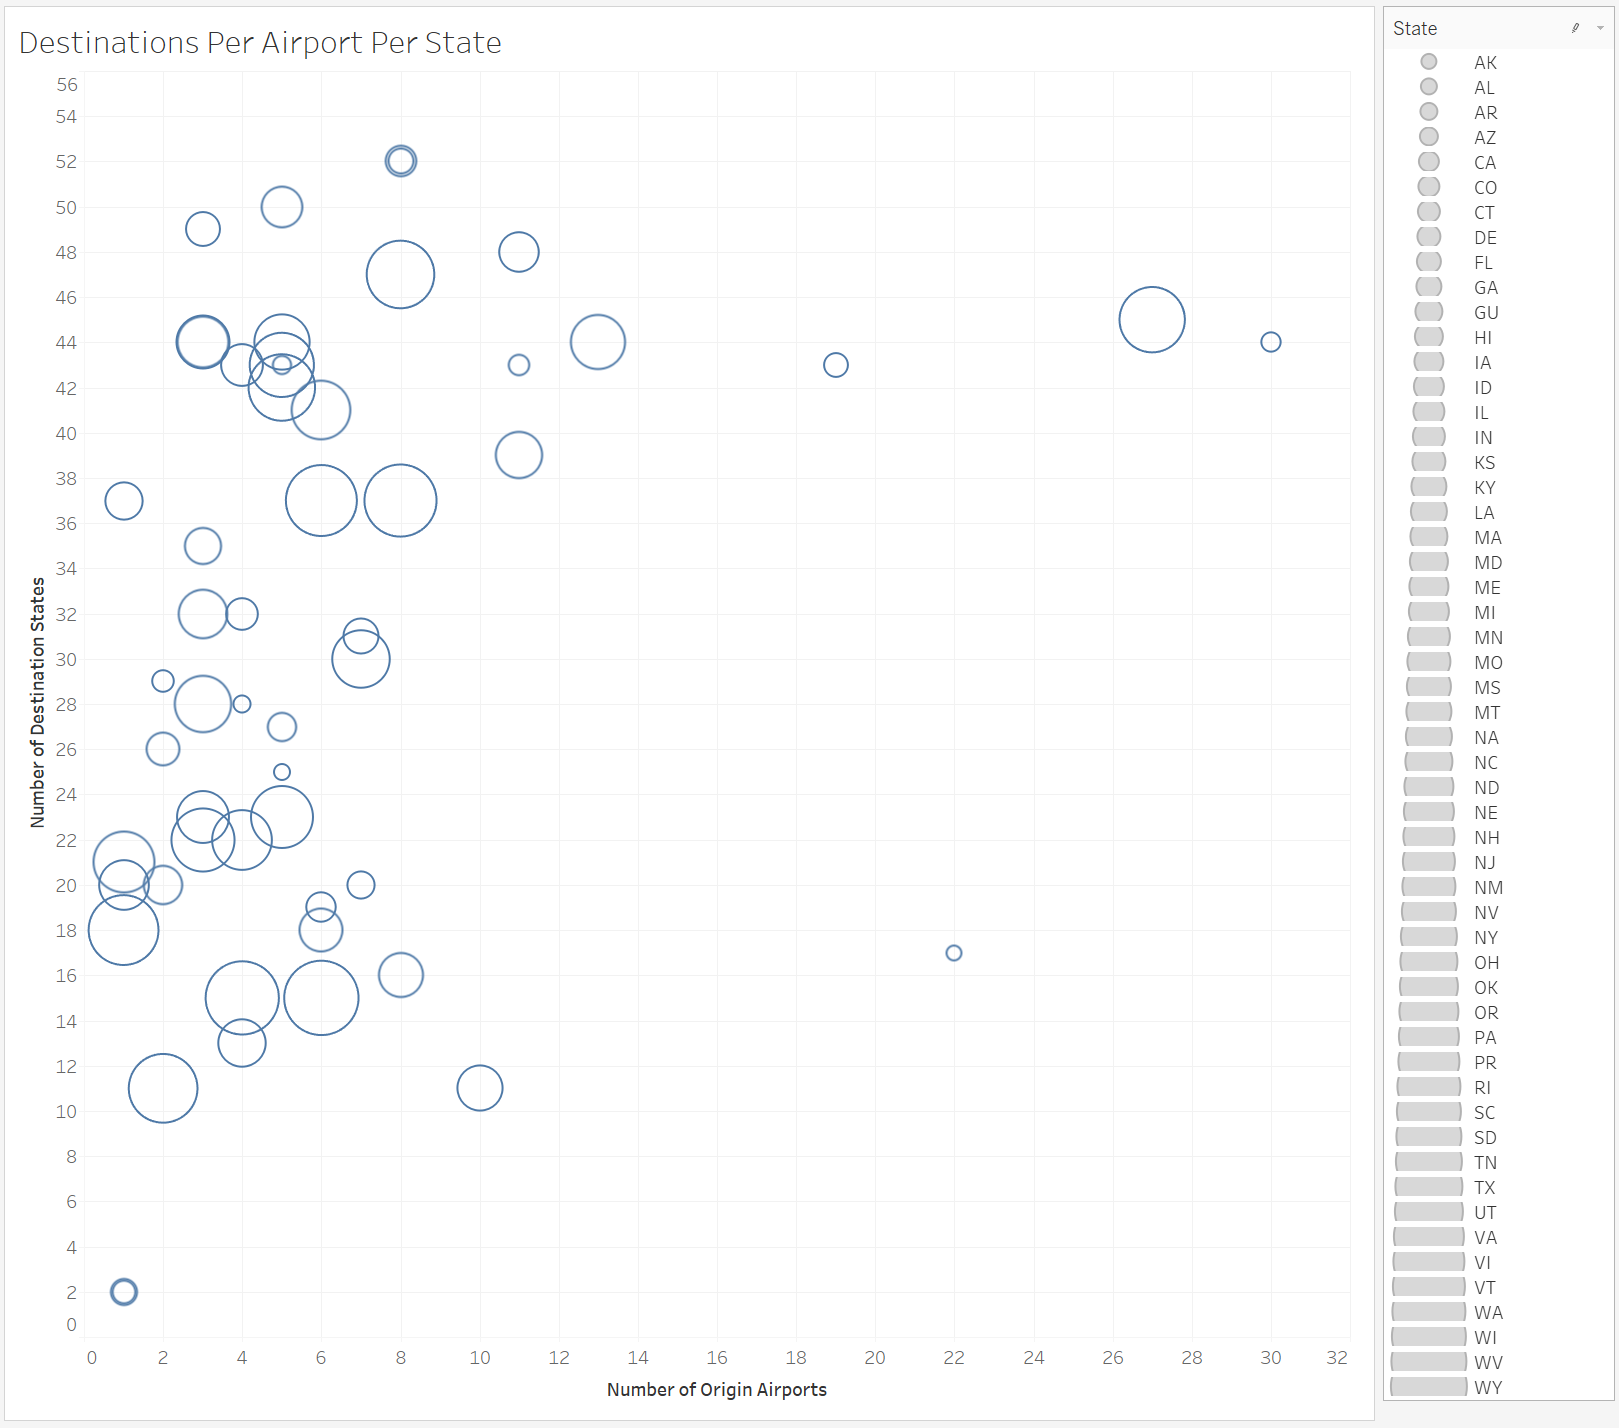 Destinations Per Airport Per State
56
54
52
50
48
46
44
42
40
38
36
34
32
30
28
26
24
22
20
18
16
14
12
10
8
6
4
2
0
Number of Destination States
0 2 4 6 8 10 12 14 16 18 20 22 24 26 28 30 32
Number of Origin Airports
State
AK
AL
AR
AZ
CA
CO
CT
DE
FL
GA
GU
HI
IA
ID
IL
IN
KS
KY
LA
MA
MD
ME
MI
MN
MO
MS
MT
NA
NC
ND
NE
NH
NJ
NM
NV
NY
OH
OK
OR
PA
PR
RI
SC
SD
TN
TX
UT
VA
VI
VT
WA
WI
WV
WY